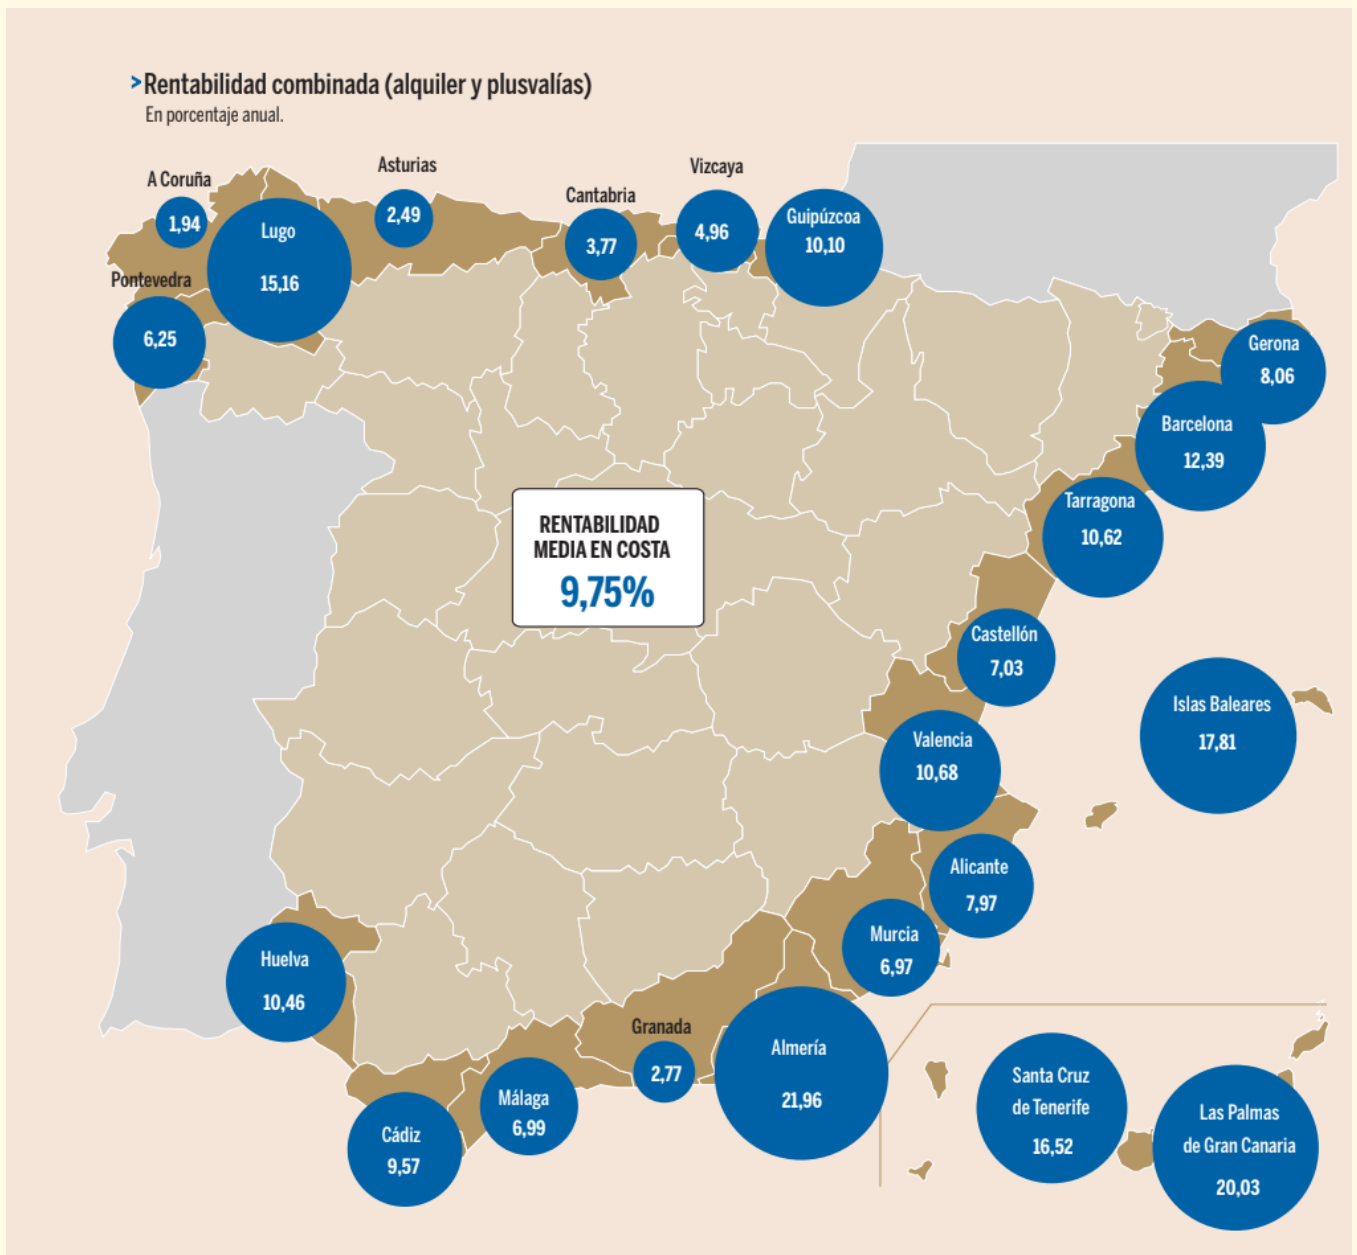 >Rentabilidad combinada (alquiler y plusvalías)
En porcentaje anual.
A Coruña
1,94
Lugo
15,16
Asturias
2,49
Cantabria
3,77
Vizcaya
4,96
Guipúzcoa
10,10
Pontevedra
6,25
Gerona
8,06
Barcelona
12,39
Tarragona
10,62
RENTABILIDAD
MEDIA EN COSTA
9,75%
Castellón
7,03
Islas Baleares
17,81
Valencia
10,68
Alicante
7,97
Murcia
6,97
Huelva
10,46
Granada
2,77
Almería
21,96
Málaga
6,99
Cádiz
9,57
Santa Cruz
de Tenerife
16,52
Las Palmas
de Gran Canaria
20,03